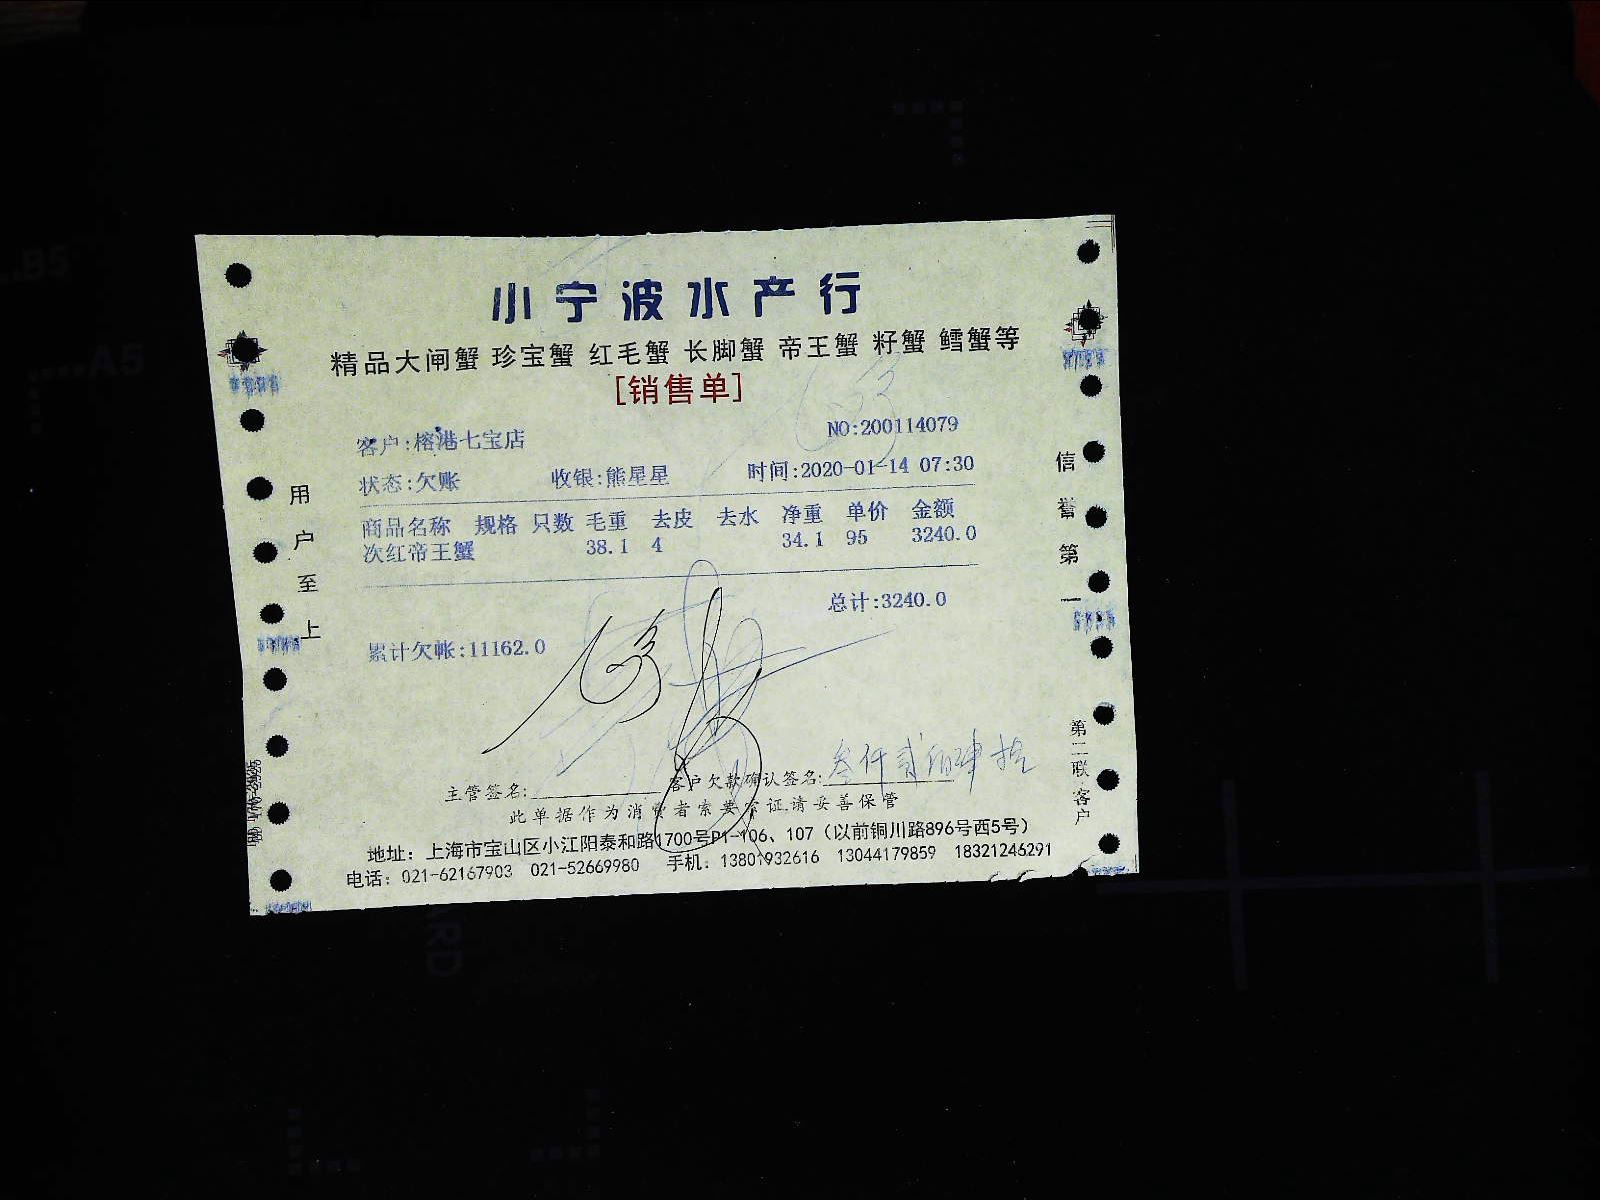 小宁波水产行
精品大闸蟹 珍宝蟹 红毛蟹 长脚蟹 帝王蟹 籽蟹 鳕蟹等
[销售单]
客户:榕港七宝店 NO:200114079
状态:欠账 收银:熊星星 时间:2020-01-14 07:30
商品名称 规格 只数 毛重 去皮 去水 净重 单价 金额
次红帝王蟹 38.1 4 34.1 95 3240.0
总计:3240.0
累计欠帐:11162.0
主管签名: 客户欠款确认签名:叁仟贰佰肆拾
此单据作为消费者索要索证,请妥善保管
地址：上海市宝山区小江阳泰和路1700号P1-106、107（以前铜川路896号西5号）
电话：021-62167903 021-52669980 手机：13801932616 13044179859 18321246291
用户至上
信誉第一
第二联 客户
A5
B5